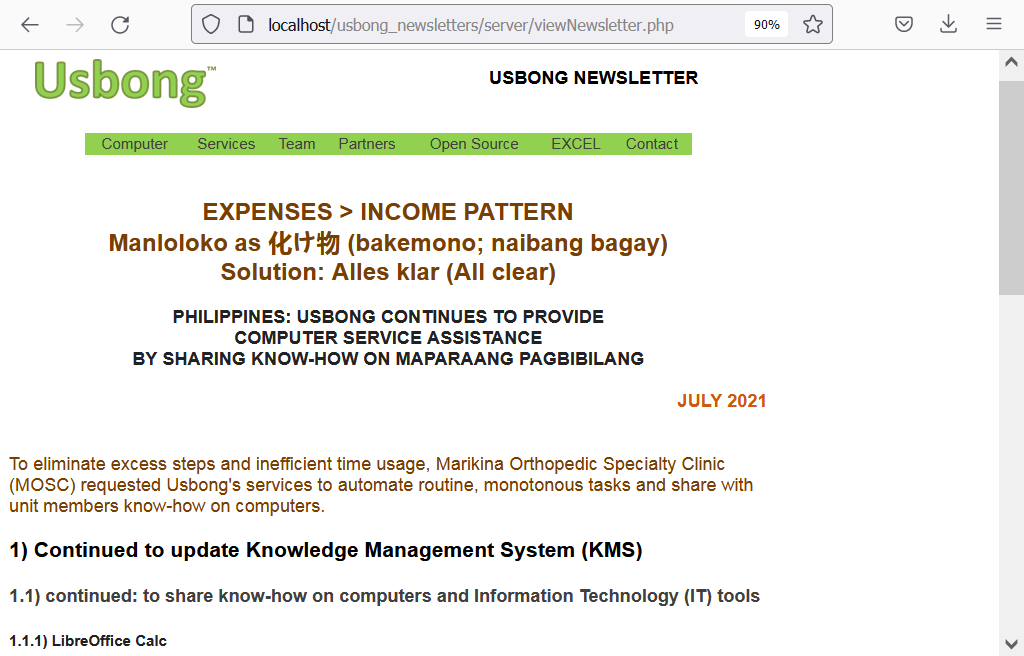 localhost/usbong_newsletters/server/viewNewsletter.php 90%
Usbong™
USBONG NEWSLETTER
Computer Services Team Partners Open Source EXCEL Contact
EXPENSES > INCOME PATTERN
Manloloko as 化け物 (bakemono; naibang bagay)
Solution: Alles klar (All clear)
PHILIPPINES: USBONG CONTINUES TO PROVIDE
COMPUTER SERVICE ASSISTANCE
BY SHARING KNOW-HOW ON MAPARAANG PAGBIBILANG
JULY 2021
To eliminate excess steps and inefficient time usage, Marikina Orthopedic Specialty Clinic
(MOSC) requested Usbong's services to automate routine, monotonous tasks and share with
unit members know-how on computers.
1) Continued to update Knowledge Management System (KMS)
1.1) continued: to share know-how on computers and Information Technology (IT) tools
1.1.1) LibreOffice Calc